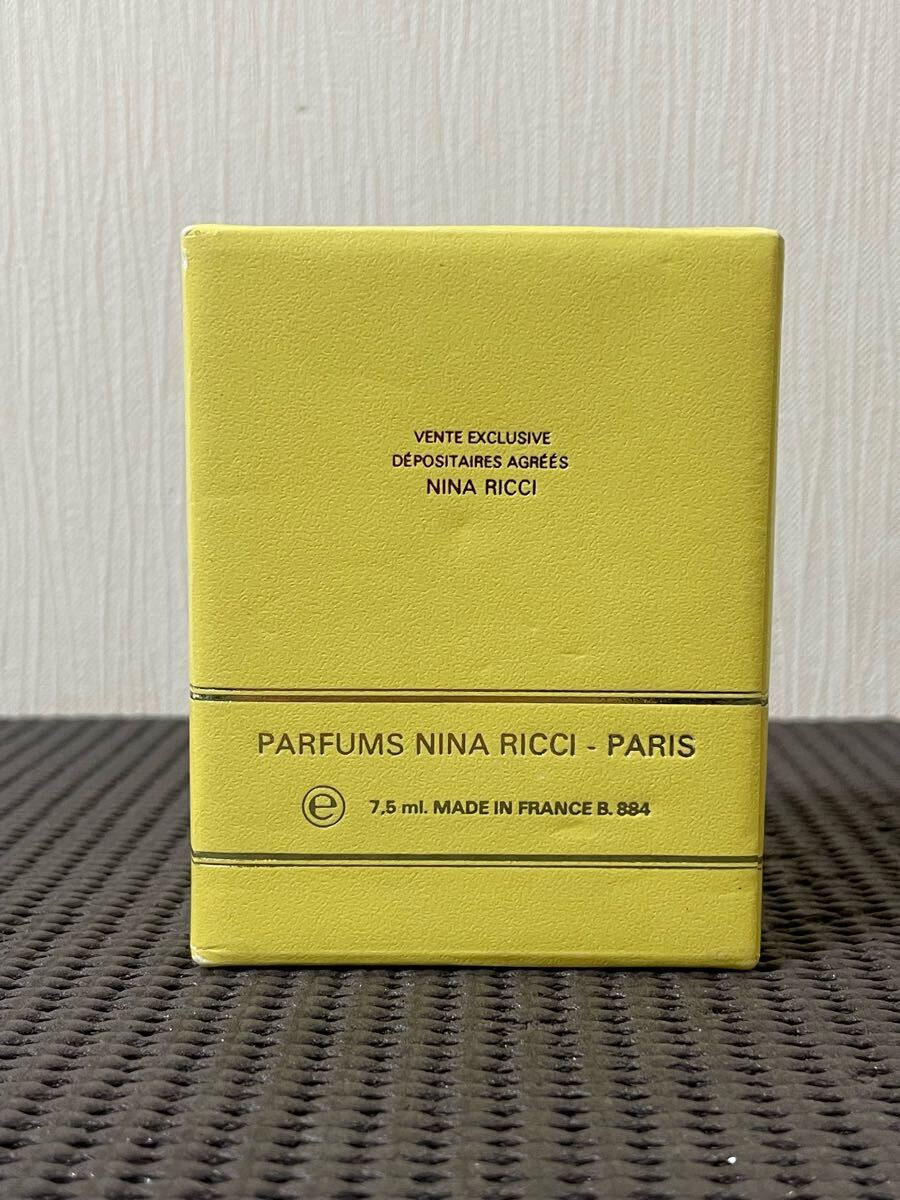 VENTE EXCLUSIVE
DÉPOSITAIRES AGRÉÉS
NINA RICCI
PARFUMS NINA RICCI - PARIS
℮ 7,5 ml. MADE IN FRANCE B. 884